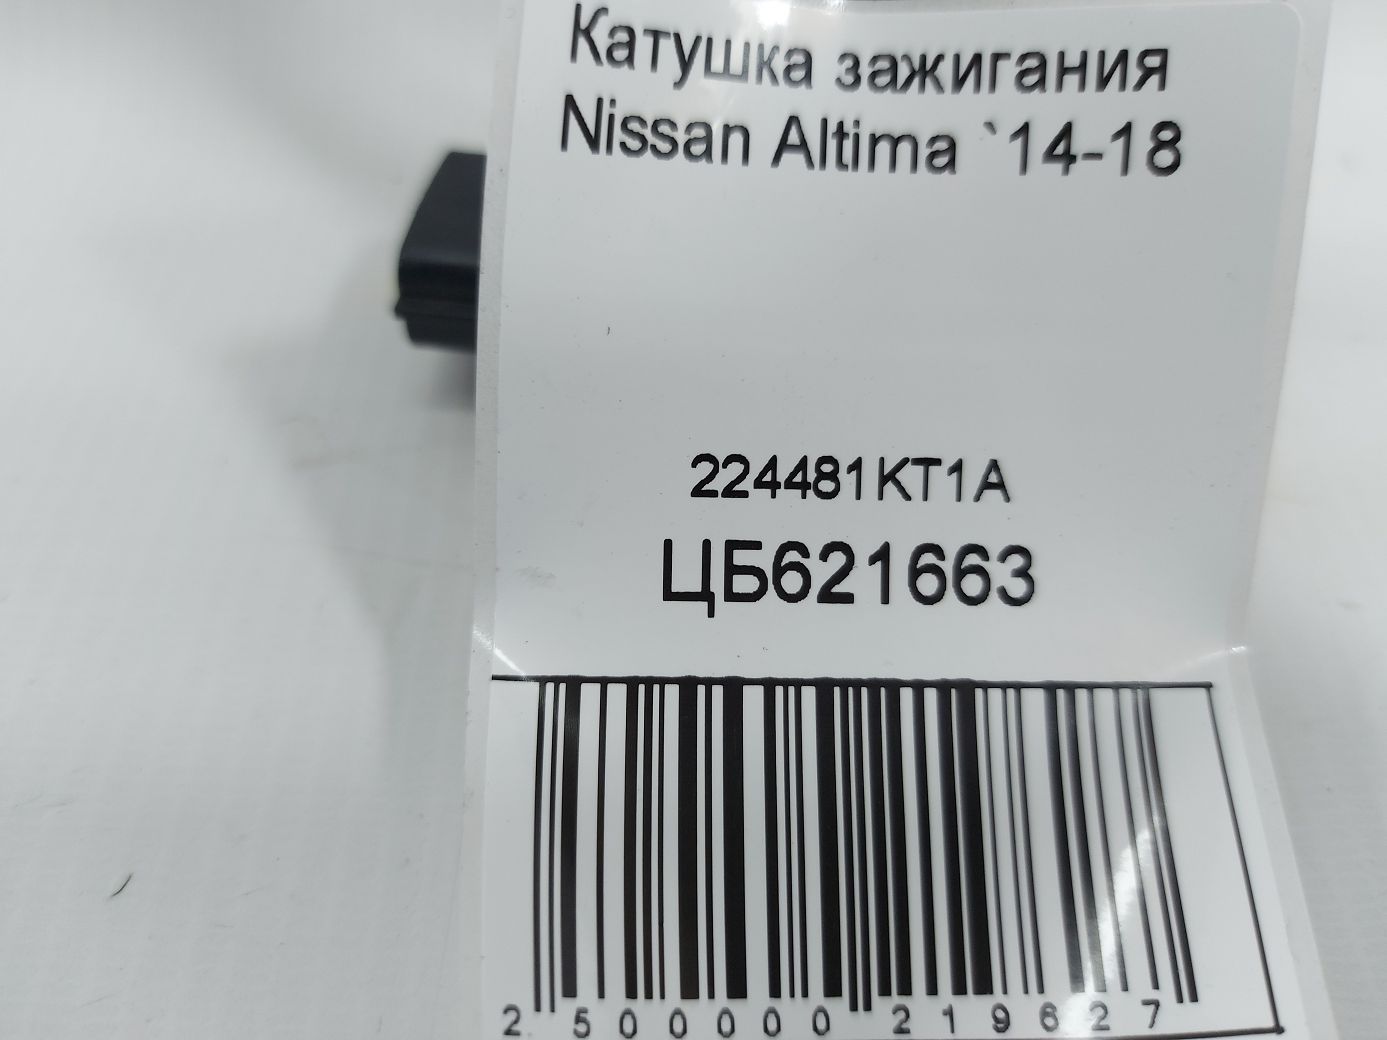 Катушка зажигания
Nissan Altima `14-18
224481KT1A
ЦБ621663
2 500000 219627